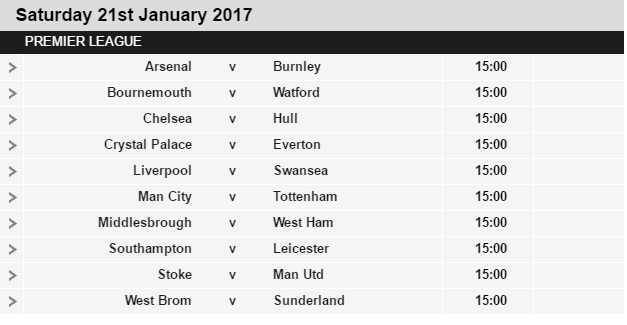 Saturday 21st January 2017
PREMIER LEAGUE
Arsenal v Burnley 15:00
Bournemouth v Watford 15:00
Chelsea v Hull 15:00
Crystal Palace v Everton 15:00
Liverpool v Swansea 15:00
Man City v Tottenham 15:00
Middlesbrough v West Ham 15:00
Southampton v Leicester 15:00
Stoke v Man Utd 15:00
West Brom v Sunderland 15:00